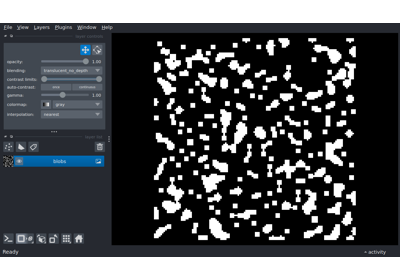 File View Layers Plugins Window Help
opacity: 1.00
blending: translucent_no_depth
contrast limits:
auto-contrast: once continuous
gamma: 1.00
colormap: gray
interpolation: nearest
blobs
Ready activity